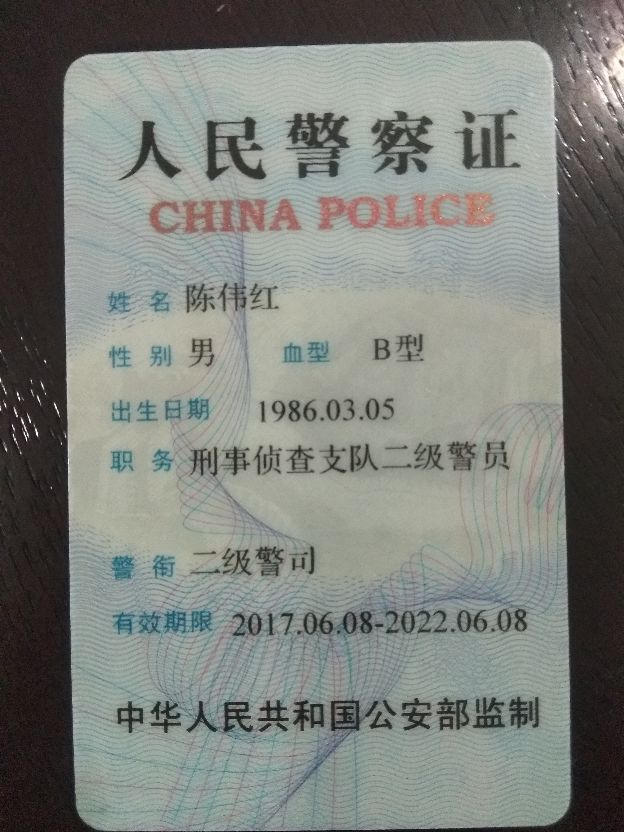 人民警察证
CHINA POLICE
姓名 陈伟红
性别 男 血型 B型
出生日期 1986.03.05
职务 刑事侦查支队二级警员
警衔 二级警司
有效期限 2017.06.08-2022.06.08
中华人民共和国公安部监制